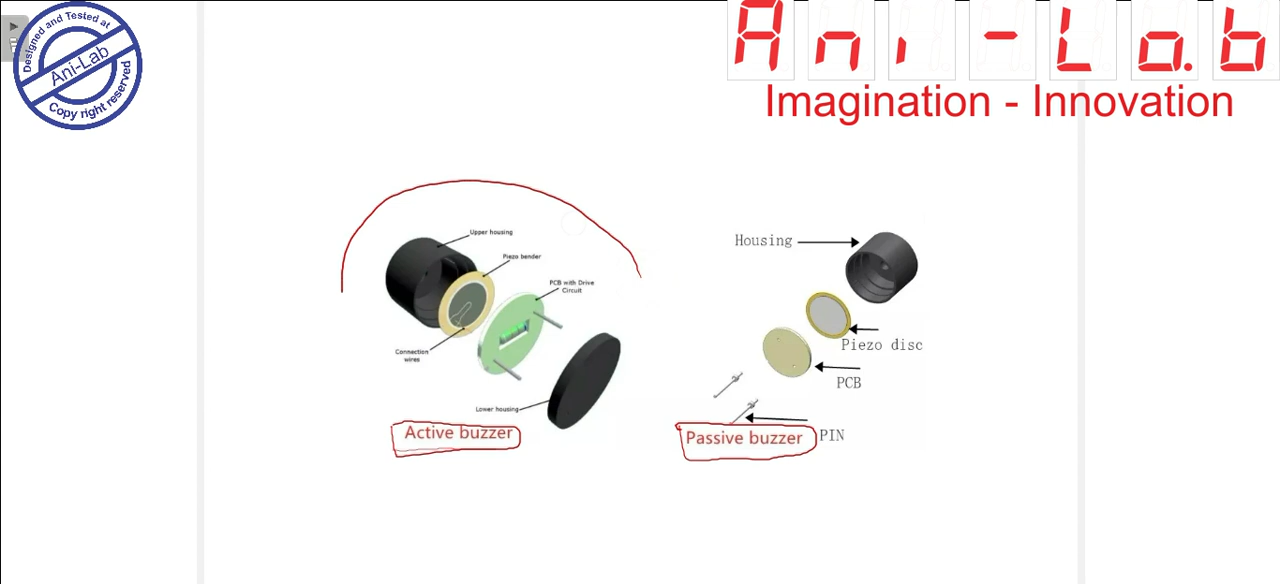 Designed and Tested at
Ani-Lab
Copy right reserved
Ani-Lab.
Imagination - Innovation
Upper housing
Piezo bender
PCB with Drive
Circuit
Connection
wires
Lower housing
Active buzzer
Housing
Piezo disc
PCB
PIN
Passive buzzer